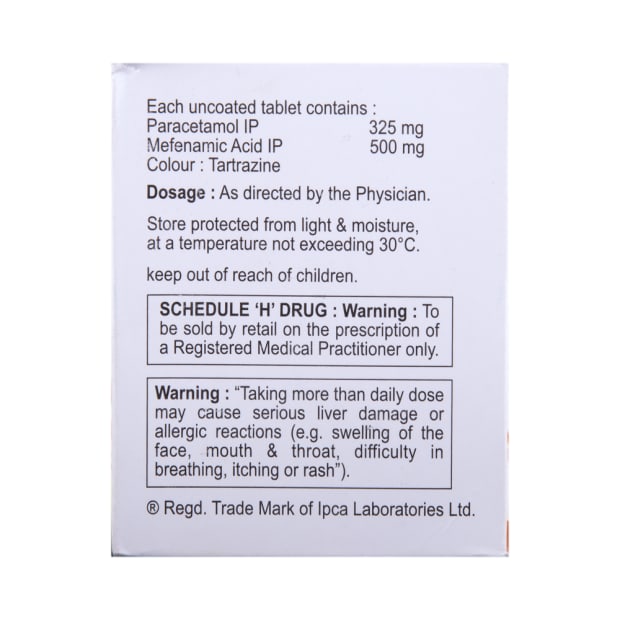 Each uncoated tablet contains :
Paracetamol IP 325 mg
Mefenamic Acid IP 500 mg
Colour : Tartrazine
Dosage : As directed by the Physician.
Store protected from light & moisture,
at a temperature not exceeding 30°C.
keep out of reach of children.
SCHEDULE ‘H’ DRUG : Warning : To
be sold by retail on the prescription of
a Registered Medical Practitioner only.
Warning : “Taking more than daily dose
may cause serious liver damage or
allergic reactions (e.g. swelling of the
face, mouth & throat, difficulty in
breathing, itching or rash”).
® Regd. Trade Mark of Ipca Laboratories Ltd.